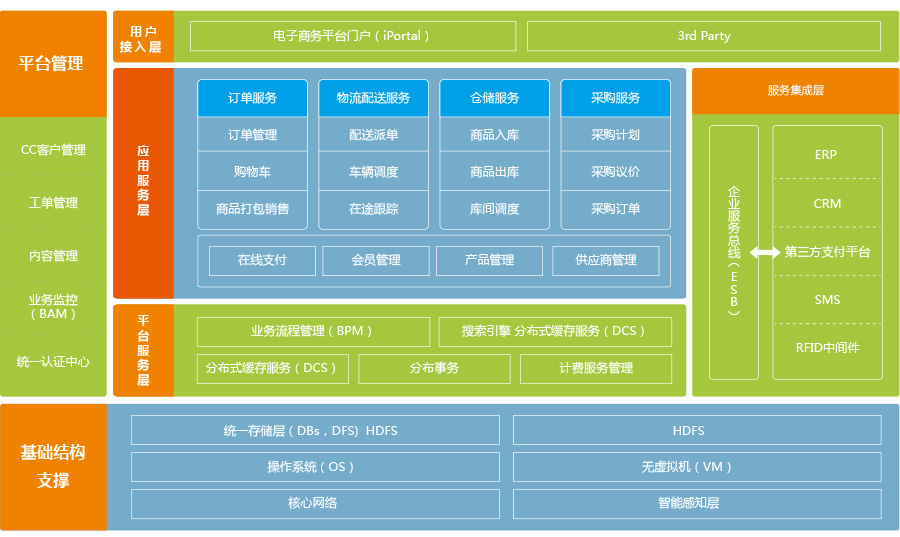 平台管理
CC客户管理
工单管理
内容管理
业务监控
（BAM）
统一认证中心
用户
接入层
电子商务平台门户（iPortal）
3rd Party
应用服务层
订单服务
订单管理
购物车
商品打包销售
物流配送服务
配送派单
车辆调度
在途跟踪
仓储服务
商品入库
商品出库
库间调度
采购服务
采购计划
采购议价
采购订单
在线支付
会员管理
产品管理
供应商管理
平台服务层
业务流程管理（BPM）
搜索引擎 分布式缓存服务（DCS）
分布式缓存服务（DCS）
分布事务
计费服务管理
服务集成层
企业服务总线（ESB）
ERP
CRM
第三方支付平台
SMS
RFID中间件
基础结构
支撑
统一存储层（DBs，DFS）HDFS
HDFS
操作系统（OS）
无虚拟机（VM）
核心网络
智能感知层